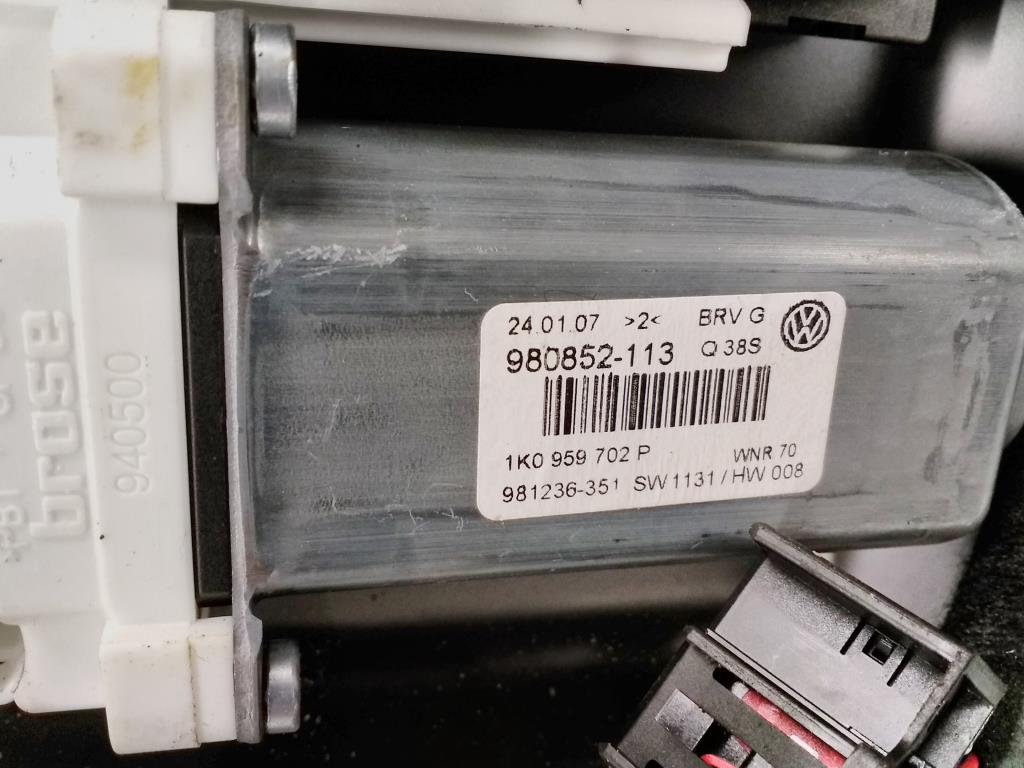 24.01.07 >2< BRV G
980852-113 Q 38S
1K0 959 702 P WNR 70
981236-351 SW 1131 / HW 008
brose
940500